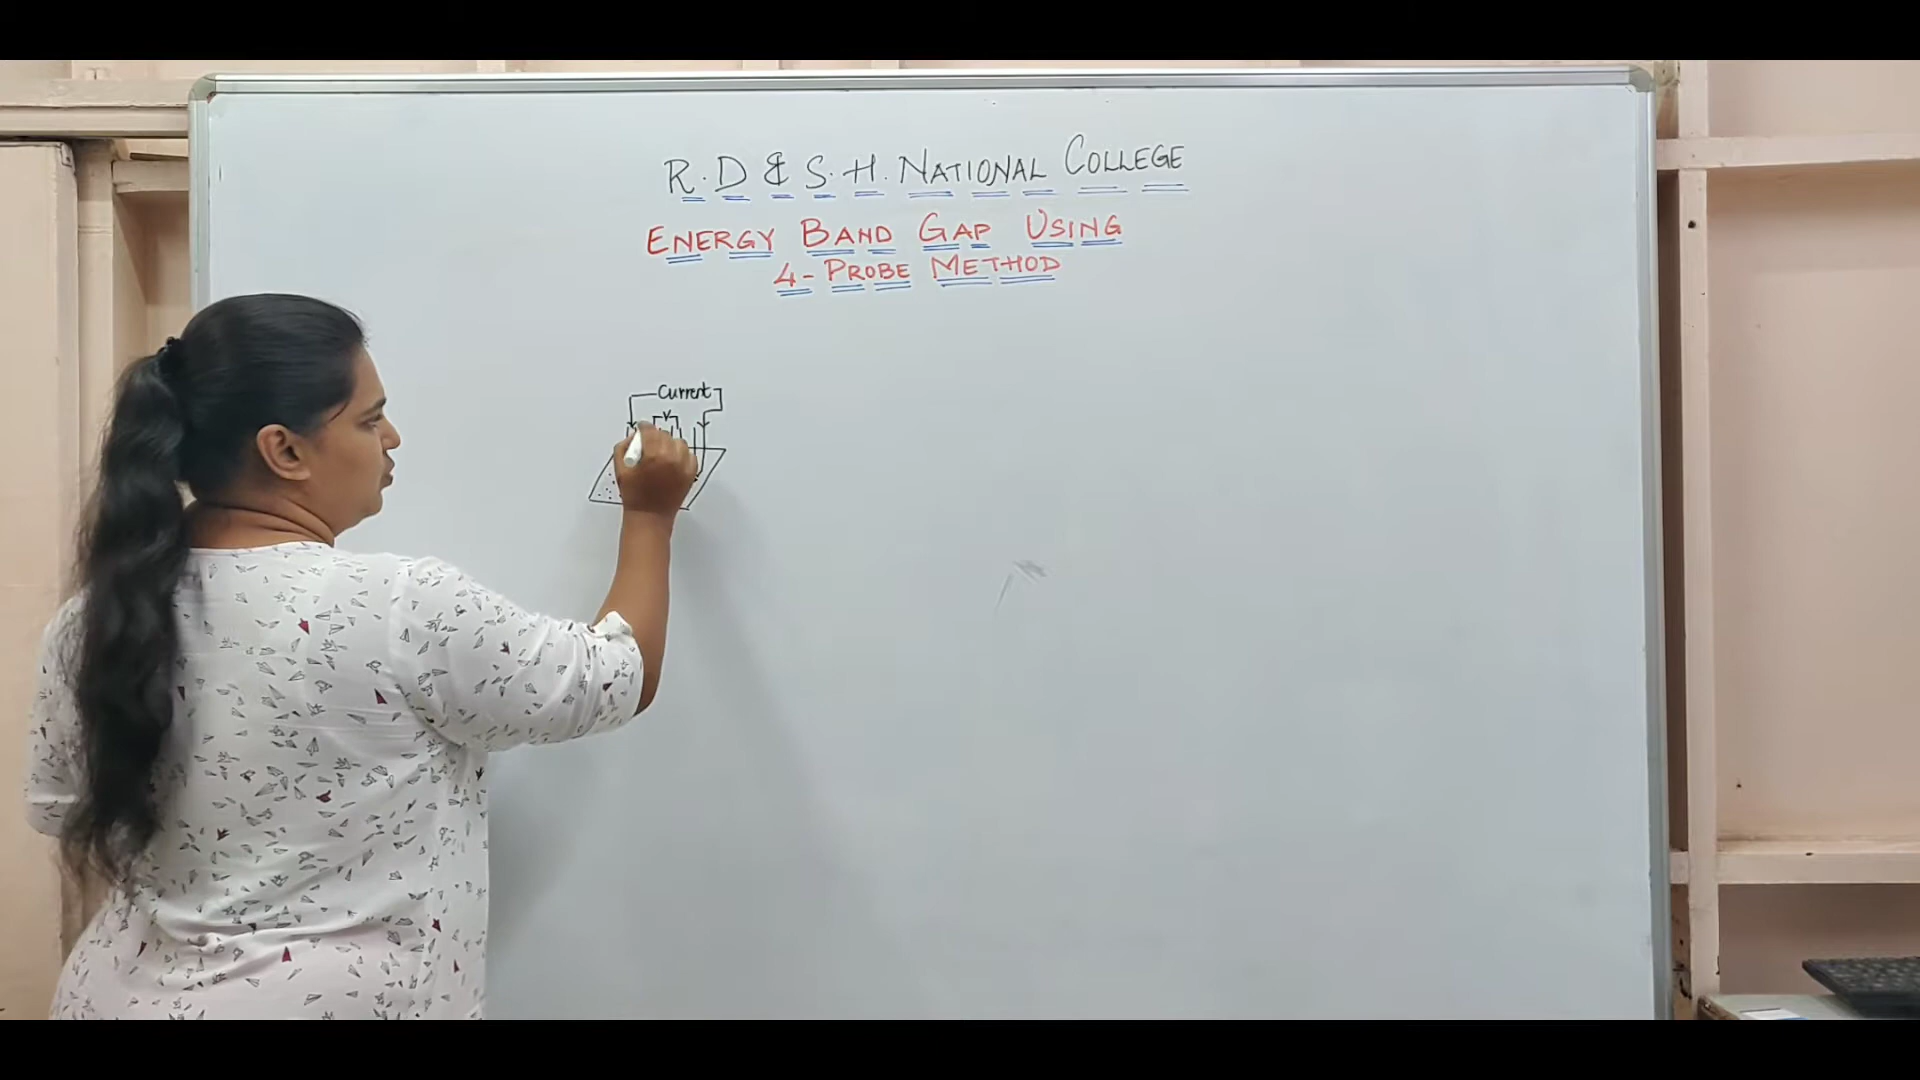 R. D & S. H. NATIONAL COLLEGE
ENERGY BAND GAP USING
4- PROBE METHOD
Current
V